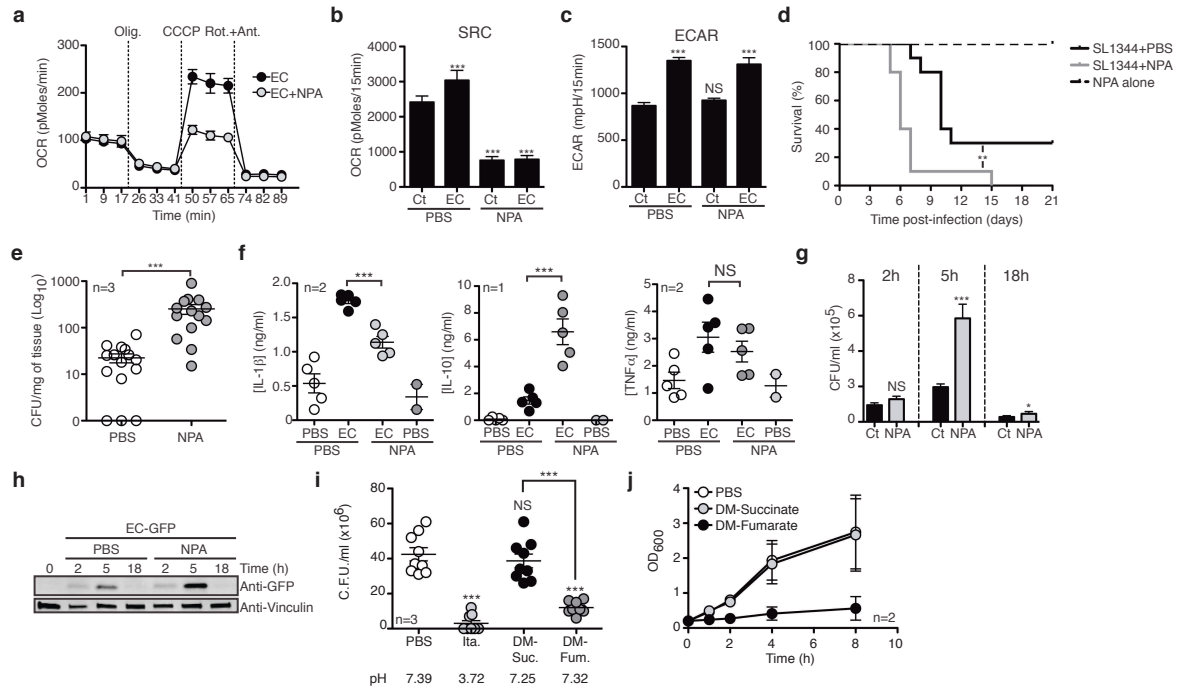 a
Olig.
CCCP Rot.+Ant.
OCR (pMoles/min)
300
200
100
0
EC
EC+NPA
1 9 17 26 33 41 50 57 65 74 82 89
Time (min)
b
SRC
OCR (pMoles/15min)
4000
3000
2000
1000
0
***
*** ***
Ct EC Ct EC
PBS NPA
c
ECAR
ECAR (mpH/15min)
1500
1000
500
0
***
NS
***
Ct EC Ct EC
PBS NPA
d
Survival (%)
100
80
60
40
20
0
**
0 3 6 9 12 15 18 21
Time post-infection (days)
SL1344+PBS
SL1344+NPA
NPA alone
e
CFU/mg of tissue (Log10)
1000
100
10
1
n=3
***
PBS NPA
f
[IL-1β] (ng/ml)
2.0
1.5
1.0
0.5
0
n=2
***
PBS EC EC PBS
PBS NPA
[IL-10] (ng/ml)
10
8
6
4
2
0
n=1
***
PBS EC EC PBS
PBS NPA
[TNFα] (ng/ml)
5
4
3
2
1
0
n=2
NS
PBS EC EC PBS
PBS NPA
g
2h 5h 18h
CFU/ml (x10⁵)
9
6
3
0
NS
***
*
Ct NPA Ct NPA Ct NPA
h
EC-GFP
PBS NPA
0 2 5 18 2 5 18 Time (h)
Anti-GFP
Anti-Vinculin
i
C.F.U./ml (x10⁶)
80
60
40
20
0
***
NS
***
***
n=3
PBS Ita. DM-Suc. DM-Fum.
pH 7.39 3.72 7.25 7.32
j
OD600
4
3
2
1
0
PBS
DM-Succinate
DM-Fumarate
n=2
0 2 4 6 8 10
Time (h)